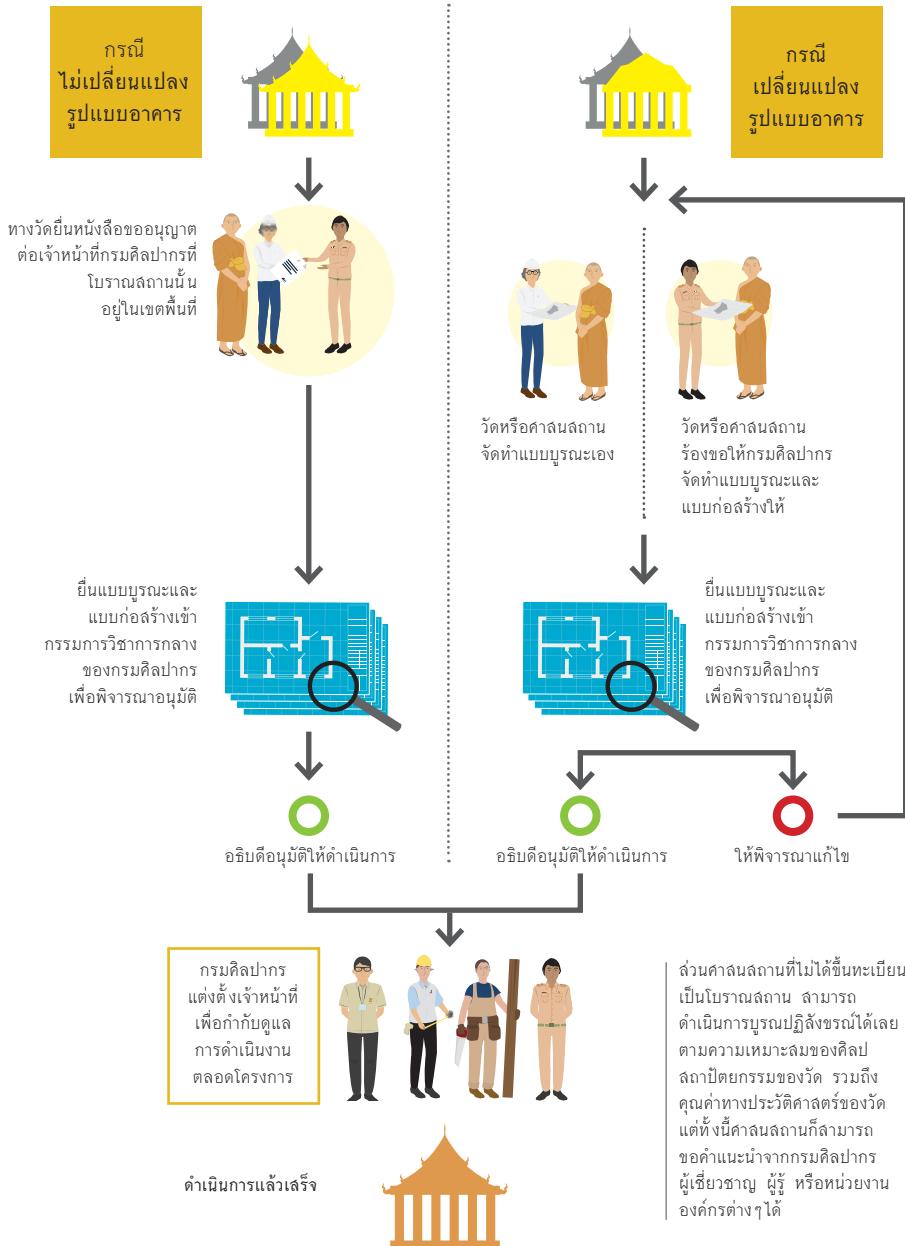 กรณี
ไม่เปลี่ยนแปลง
รูปแบบอาคาร
กรณี
เปลี่ยนแปลง
รูปแบบอาคาร
ทางวัดยื่นหนังสือขออนุญาต
ต่อเจ้าหน้าที่กรมศิลปากรที่
โบราณสถานนั้น
อยู่ในเขตพื้นที่
วัดหรือศาสนสถาน
จัดทำแบบบูรณะเอง
วัดหรือศาสนสถาน
ร้องขอให้กรมศิลปากร
จัดทำแบบบูรณะและ
แบบก่อสร้างให้
ยื่นแบบบูรณะและ
แบบก่อสร้างเข้า
กรรมการวิชาการกลาง
ของกรมศิลปากร
เพื่อพิจารณาอนุมัติ
ยื่นแบบบูรณะและ
แบบก่อสร้างเข้า
กรรมการวิชาการกลาง
ของกรมศิลปากร
เพื่อพิจารณาอนุมัติ
อธิบดีอนุมัติให้ดำเนินการ
อธิบดีอนุมัติให้ดำเนินการ
ให้พิจารณาแก้ไข
กรมศิลปากร
แต่งตั้งเจ้าหน้าที่
เพื่อกำกับดูแล
การดำเนินงาน
ตลอดโครงการ
ส่วนศาสนสถานที่ไม่ได้ขึ้นทะเบียน
เป็นโบราณสถาน สามารถ
ดำเนินการบูรณปฏิสังขรณ์ได้เลย
ตามความเหมาะสมของศิลป
สถาปัตยกรรมของวัด รวมถึง
คุณค่าทางประวัติศาสตร์ของวัด
แต่ทั้งนี้ศาสนสถานก็สามารถ
ขอคำแนะนำจากกรมศิลปากร
ผู้เชี่ยวชาญ ผู้รู้ หรือหน่วยงาน
องค์กรต่างๆได้
ดำเนินการแล้วเสร็จ